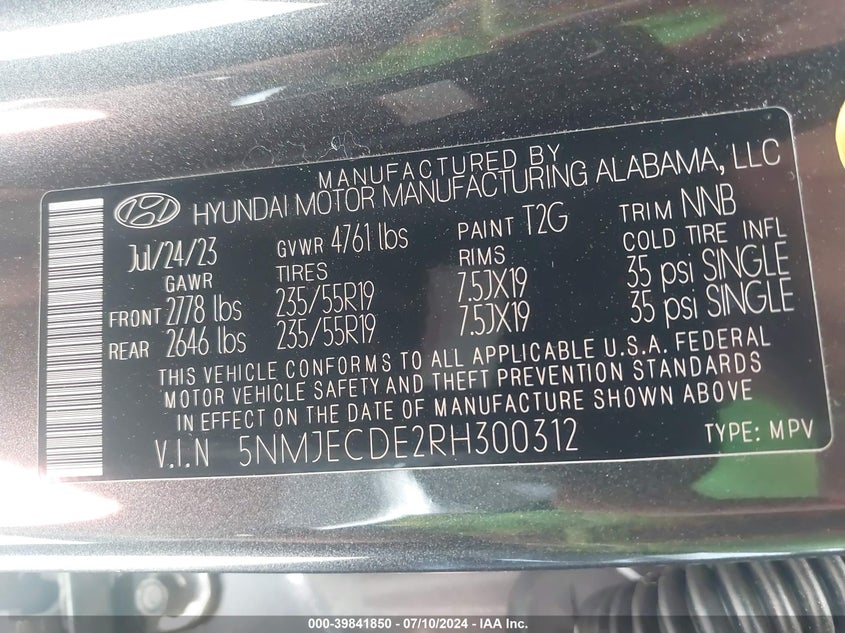 MANUFACTURED BY
HYUNDAI MOTOR MANUFACTURING ALABAMA, LLC
Jul/24/23 GVWR 4761 lbs PAINT T2G TRIM NNB
GAWR TIRES RIMS COLD TIRE INFL
FRONT 2778 lbs 235/55R19 7.5JX19 35 psi SINGLE
REAR 2646 lbs 235/55R19 7.5JX19 35 psi SINGLE
THIS VEHICLE CONFORMS TO ALL APPLICABLE U.S.A. FEDERAL
MOTOR VEHICLE SAFETY AND THEFT PREVENTION STANDARDS
IN EFFECT ON THE DATE OF MANUFACTURE SHOWN ABOVE
V.I.N 5NMJECDE2RH300312 TYPE: MPV
000-39841850 - 07/10/2024 - IAA Inc.